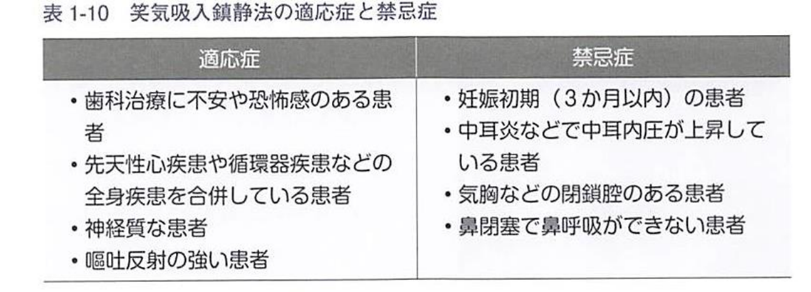 表 1-10　笑気吸入鎮静法の適応症と禁忌症
適応症
・歯科治療に不安や恐怖感のある患
者
・先天性心疾患や循環器疾患などの
全身疾患を合併している患者
・神経質な患者
・嘔吐反射の強い患者
禁忌症
・妊娠初期（3か月以内）の患者
・中耳炎などで中耳内圧が上昇して
いる患者
・気胸などの閉鎖腔のある患者
・鼻閉塞で鼻呼吸ができない患者